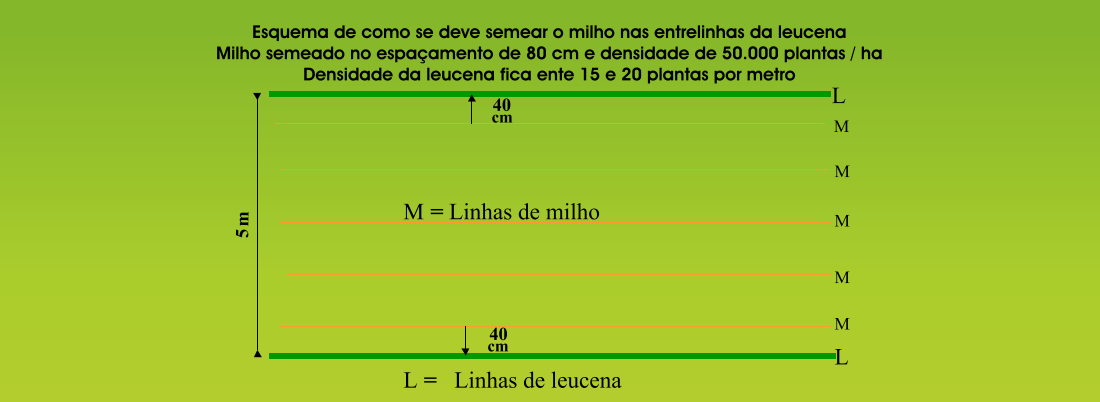 Esquema de como se deve semear o milho nas entrelinhas da leucena
Milho semeado no espaçamento de 80 cm e densidade de 50.000 plantas / ha
Densidade da leucena fica ente 15 e 20 plantas por metro
L
40
cm
M
M
M = Linhas de milho
M
5 m
M
M
40
cm
L
L = Linhas de leucena